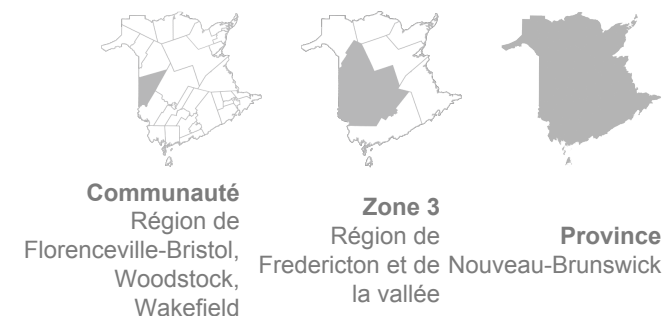 Communauté
Région de
Florenceville-Bristol,
Woodstock,
Wakefield
Zone 3
Région de
Fredericton et de
la vallée
Province
Nouveau-Brunswick